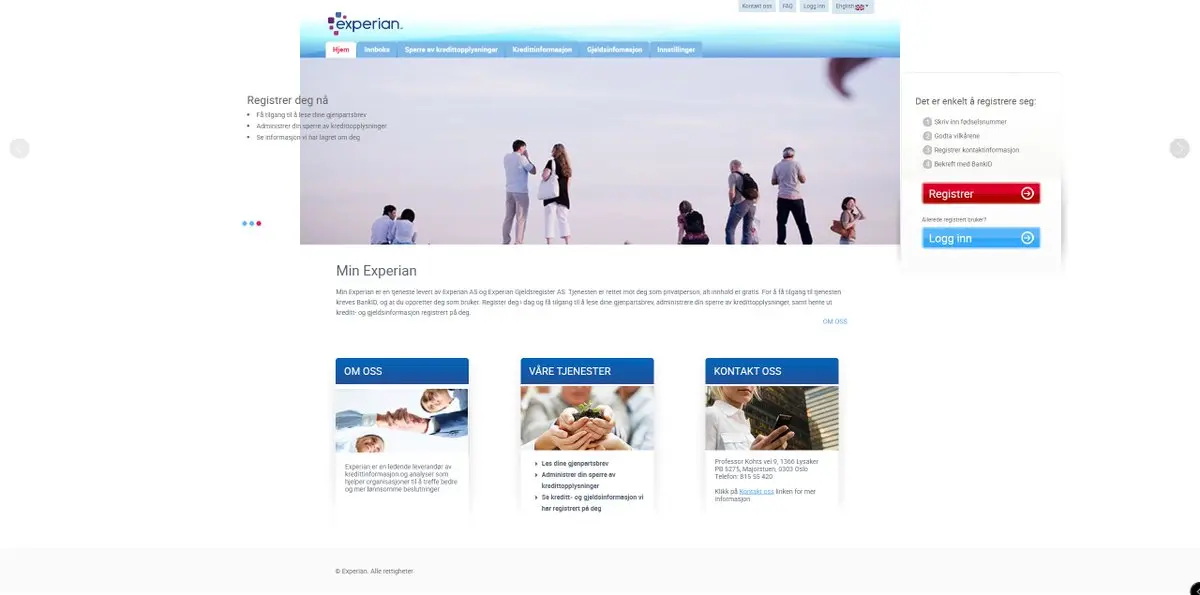 Kontakt oss FAQ Logg inn English
experian.
Hjem Innboks Sperre av kredittopplysninger Kredittinformasjon Gjeldsinfomasjon Innstillinger
Registrer deg nå
Få tilgang til å lese dine gjenpartsbrev
Administrer din sperre av kredittopplysninger
Se informasjon vi har lagret om deg
Det er enkelt å registrere seg:
1 Skriv inn fødselsnummer
2 Godta vilkårene
3 Registrer kontaktinformasjon
4 Bekreft med BankID
Registrer
Allerede registrert bruker?
Logg inn
Min Experian
Min Experian er en tjeneste levert av Experian AS og Experian Gjeldsregister AS. Tjenesten er rettet mot deg som privatperson, alt innhold er gratis. For å få tilgang til tjenesten
kreves BankID, og at du oppretter deg som bruker. Register deg i dag og få tilgang til å lese dine gjenpartsbrev, administrere din sperre av kredittopplysninger, samt hente ut
kreditt- og gjeldsinformasjon registrert på deg.
OM OSS
OM OSS
Experian er en ledende leverandør av
kredittinformasjon og analyser som
hjelper organisasjoner til å treffe bedre
og mer lønnsomme beslutninger
VÅRE TJENESTER
Les dine gjenpartsbrev
Administrer din sperre av
kredittopplysninger
Se kreditt- og gjeldsinformasjon vi
har registrert på deg
KONTAKT OSS
Professor Kohts vei 9, 1366 Lysaker
PB 5275, Majorstuen, 0303 Oslo
Telefon: 815 55 420
Klikk på Kontakt oss linken for mer
informasjon
© Experian. Alle rettigheter